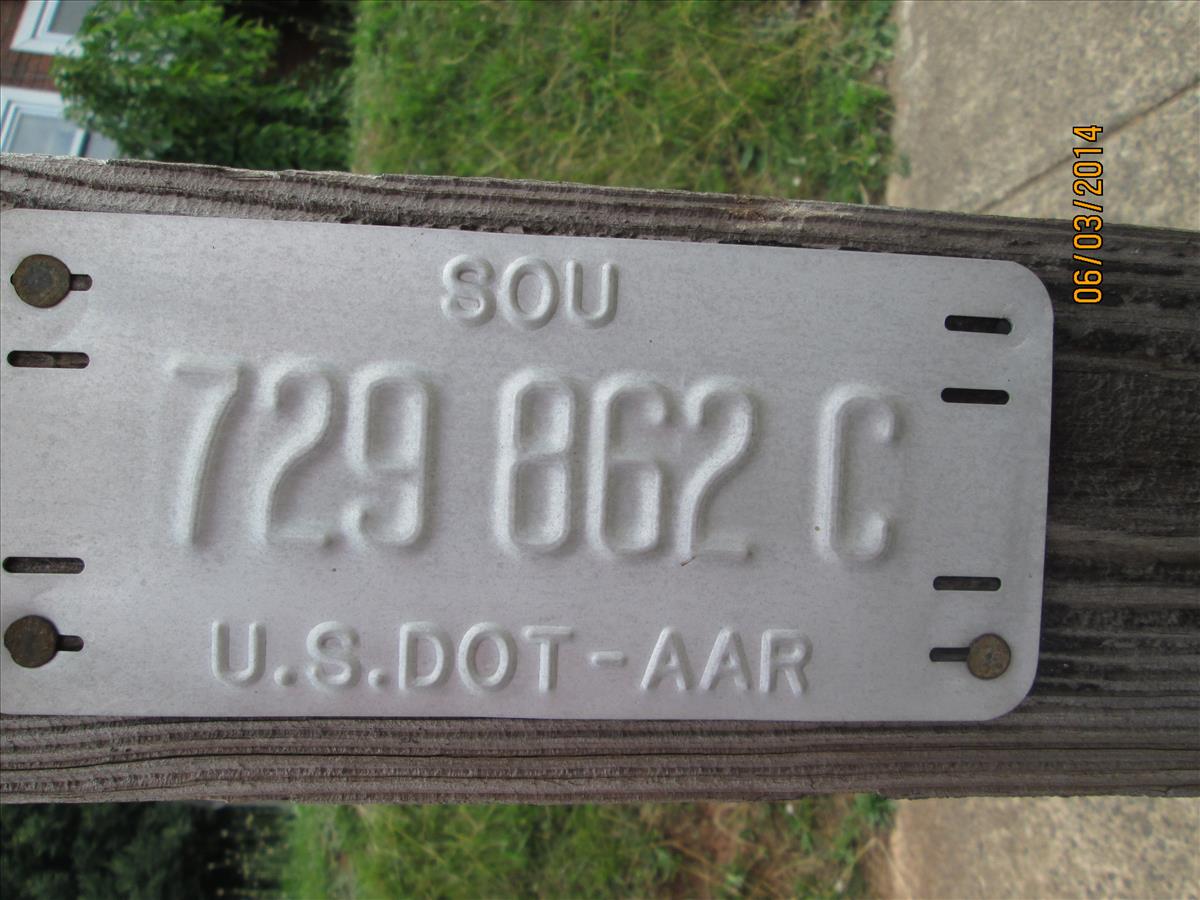 SOU
729 862 C
U.S.DOT-AAR
06/03/2014